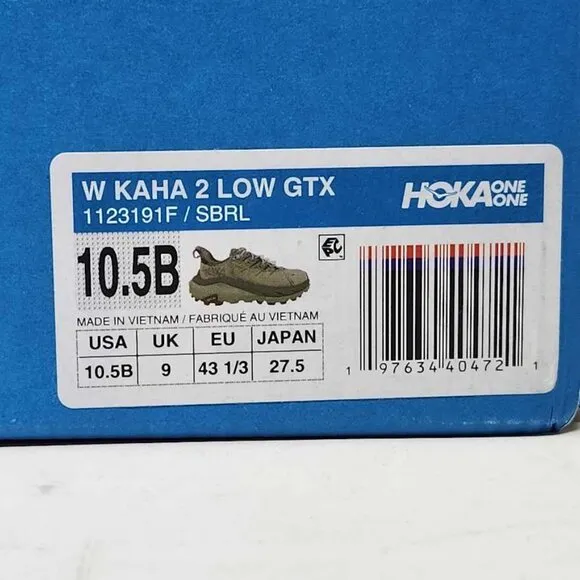 W KAHA 2 LOW GTX
1123191F / SBRL
HOKA ONE ONE
10.5B
MADE IN VIETNAM / FABRIQUÉ AU VIETNAM
USA UK EU JAPAN
10.5B 9 43 1/3 27.5
1 97634 40472 1